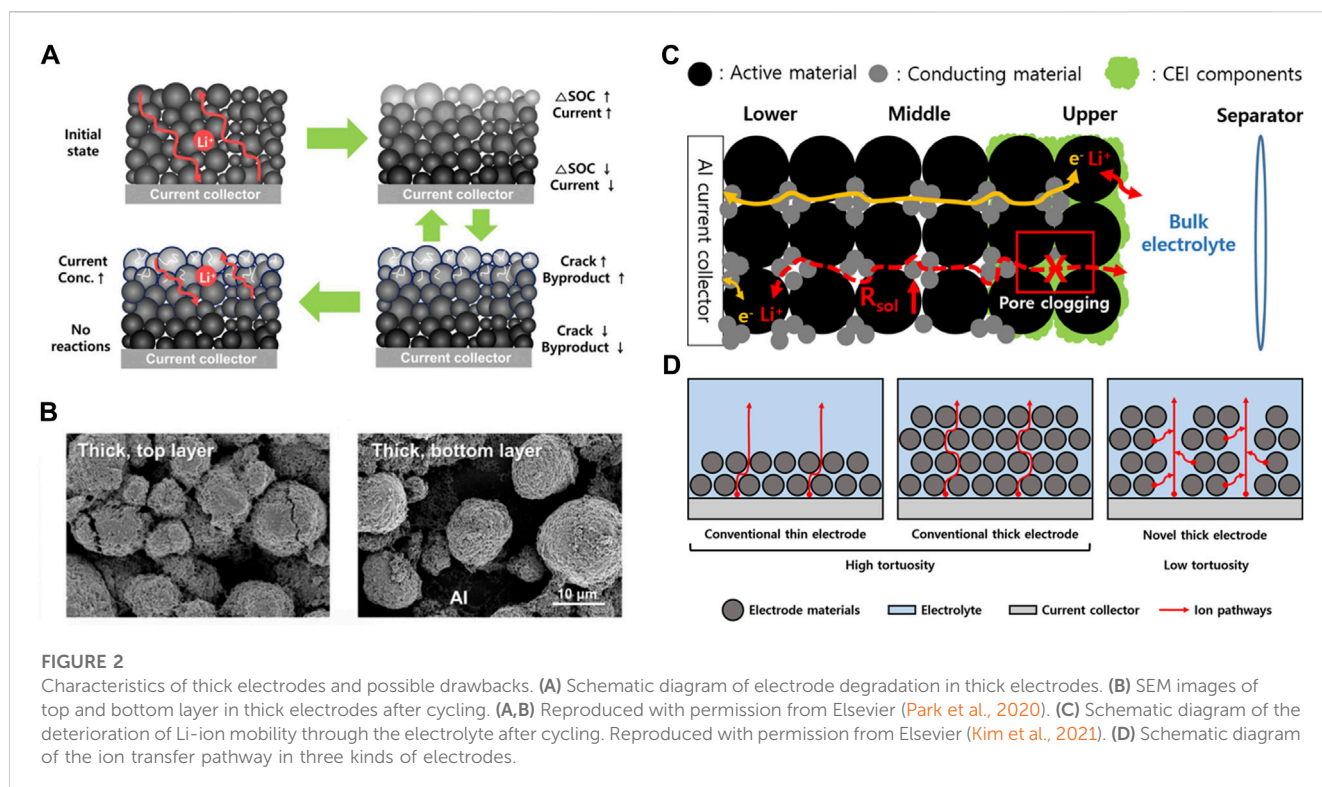 A
Initial
state
Li⁺
Current collector
△SOC ↑
Current ↑
△SOC ↓
Current ↓
Current collector
Current
Conc. ↑
Li⁺
No
reactions
Current collector
Crack ↑
Byproduct ↑
Crack ↓
Byproduct ↓
Current collector
B
Thick, top layer
Thick, bottom layer
Al
10 μm
C
: Active material
: Conducting material
: CEI components
Lower
Middle
Upper
Separator
Al current collector
e⁻ Li⁺
Bulk
electrolyte
Rsol
X
Pore clogging
e⁻ Li⁺
D
Conventional thin electrode
Conventional thick electrode
Novel thick electrode
High tortuosity
Low tortuosity
Electrode materials
Electrolyte
Current collector
Ion pathways
FIGURE 2
Characteristics of thick electrodes and possible drawbacks. (A) Schematic diagram of electrode degradation in thick electrodes. (B) SEM images of
top and bottom layer in thick electrodes after cycling. (A,B) Reproduced with permission from Elsevier (Park et al., 2020). (C) Schematic diagram of the
deterioration of Li-ion mobility through the electrolyte after cycling. Reproduced with permission from Elsevier (Kim et al., 2021). (D) Schematic diagram
of the ion transfer pathway in three kinds of electrodes.